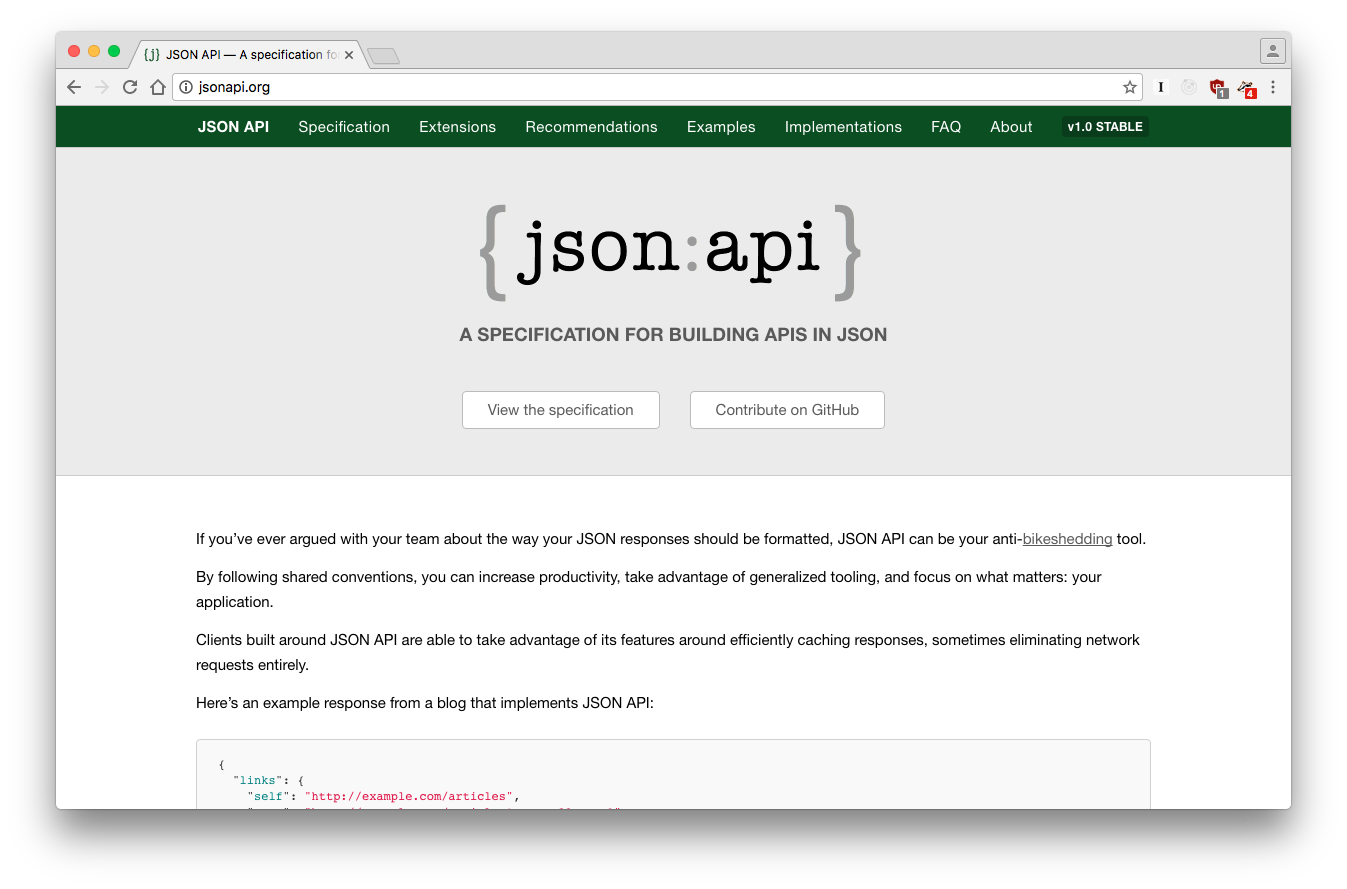 {j} JSON API — A specification fo
jsonapi.org
I
1
4
JSON API Specification Extensions Recommendations Examples Implementations FAQ About v1.0 STABLE
{json:api}
A SPECIFICATION FOR BUILDING APIS IN JSON
View the specification Contribute on GitHub
If you’ve ever argued with your team about the way your JSON responses should be formatted, JSON API can be your anti-bikeshedding tool.
By following shared conventions, you can increase productivity, take advantage of generalized tooling, and focus on what matters: your
application.
Clients built around JSON API are able to take advantage of its features around efficiently caching responses, sometimes eliminating network
requests entirely.
Here’s an example response from a blog that implements JSON API:
{
"links": {
"self": "http://example.com/articles",